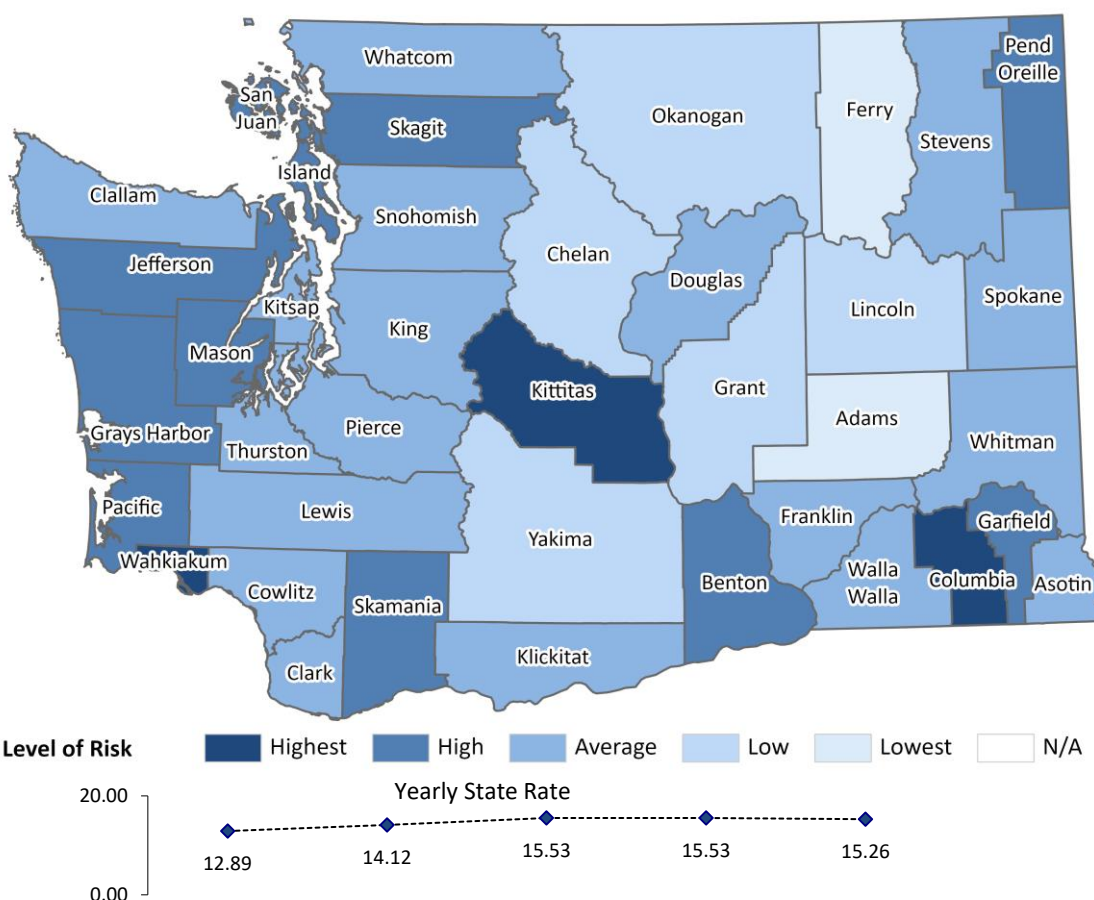 Whatcom
Pend
Oreille
San
Juan
Skagit
Okanogan
Ferry
Stevens
Island
Clallam
Snohomish
Chelan
Jefferson
Douglas
Kitsap
Spokane
King
Lincoln
Mason
Kittitas
Grant
Adams
Grays Harbor
Pierce
Whitman
Thurston
Pacific
Lewis
Franklin
Garfield
Yakima
Wahkiakum
Walla
Walla
Columbia
Asotin
Cowlitz
Benton
Skamania
Clark
Klickitat
Level of Risk Highest High Average Low Lowest N/A
Yearly State Rate
20.00
12.89 14.12 15.53 15.53 15.26
0.00